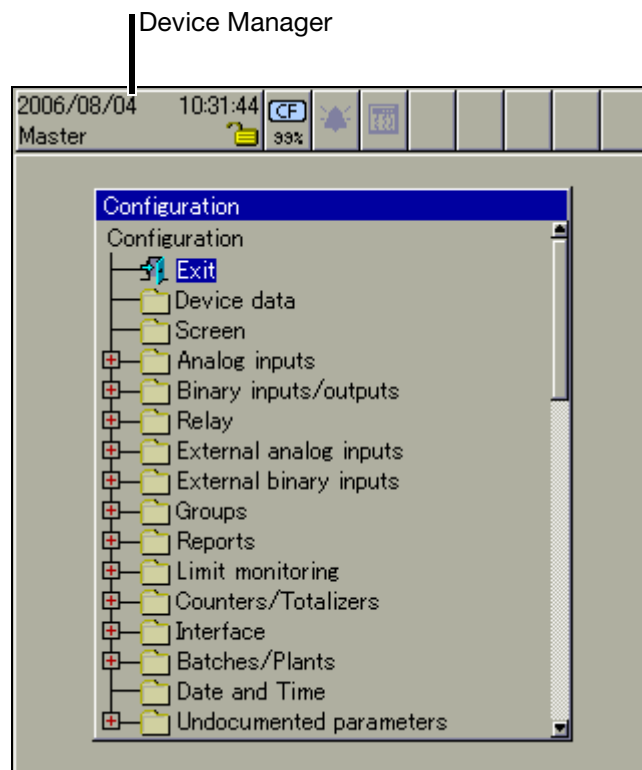 Device Manager
2006/08/04 10:31:44 CF
Master 99%
Configuration
Configuration
Exit
Device data
Screen
Analog inputs
Binary inputs/outputs
Relay
External analog inputs
External binary inputs
Groups
Reports
Limit monitoring
Counters/Totalizers
Interface
Batches/Plants
Date and Time
Undocumented parameters